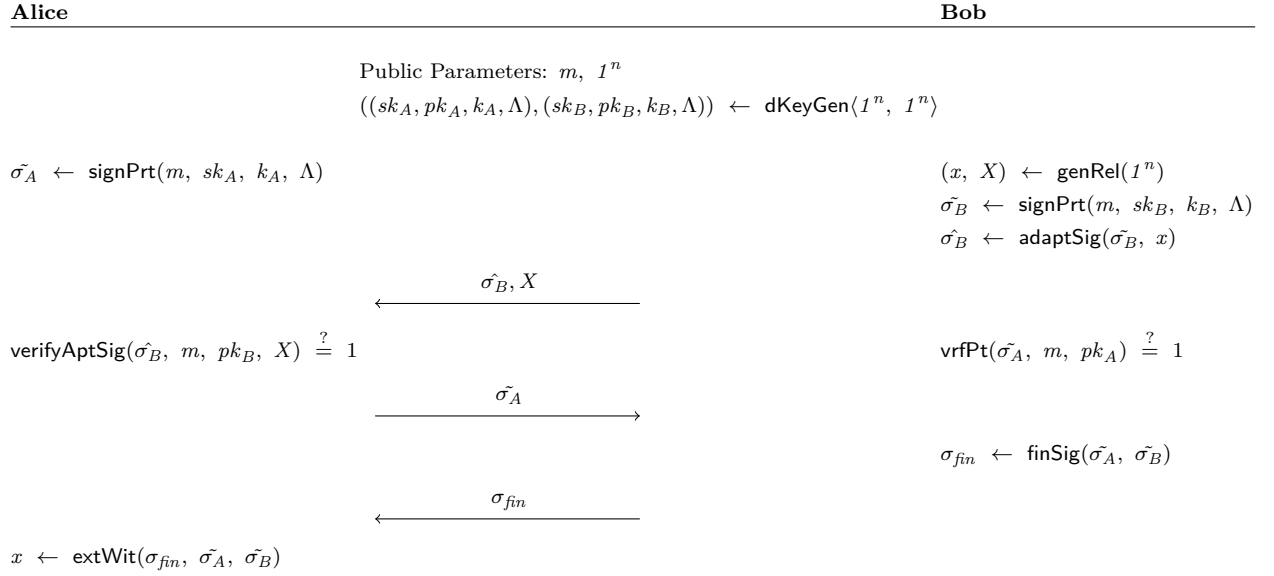 Alice Bob
Public Parameters: m, 1^n
((sk_A, pk_A, k_A, Λ), (sk_B, pk_B, k_B, Λ)) ← dKeyGen⟨1^n, 1^n⟩
σ̃_A ← signPrt(m, sk_A, k_A, Λ) (x, X) ← genRel(1^n)
σ̃_B ← signPrt(m, sk_B, k_B, Λ)
σ̂_B ← adaptSig(σ̃_B, x)
σ̂_B, X
verifyAptSig(σ̂_B, m, pk_B, X) ≟ 1 vrfPt(σ̃_A, m, pk_A) ≟ 1
σ̃_A
σ_fin ← finSig(σ̃_A, σ̃_B)
σ_fin
x ← extWit(σ_fin, σ̃_A, σ̃_B)